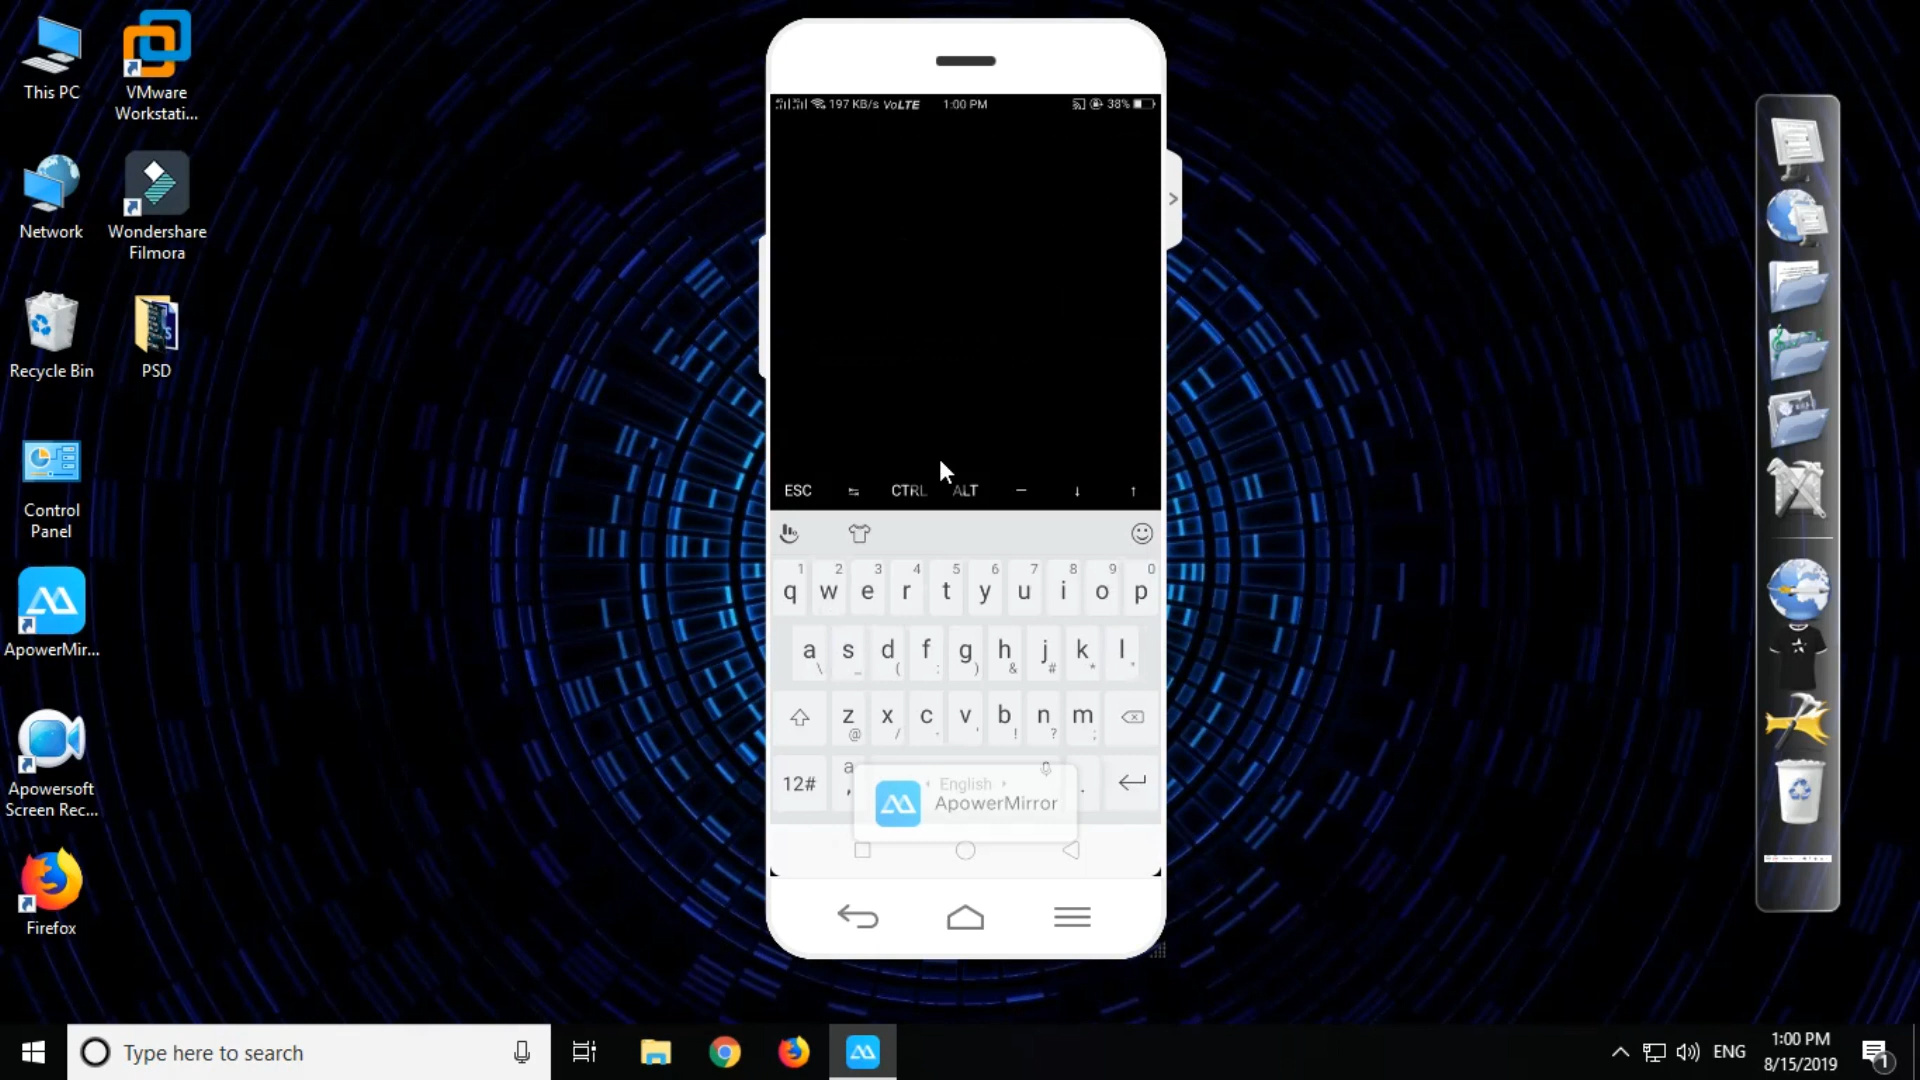 This PC
VMware
Workstati...
Network
Wondershare
Filmora
Recycle Bin
PSD
Control
Panel
ApowerMir...
Apowersoft
Screen Rec...
Firefox
197 KB/s VoLTE 1:00 PM 38%
ESC CTRL ALT
1 2 3 4 5 6 7 8 9 0
q w e r t y u i o p
a s d f g h j k l
\ _ ( : ) & # * "
z x c v b n m
@ / - ' ! ? ;
12# a , .
English
ApowerMirror
Type here to search
ENG
1:00 PM
8/15/2019
1